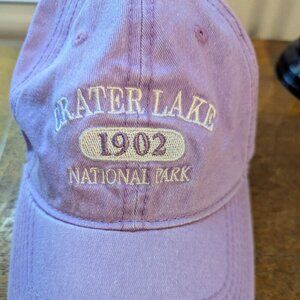 CRATER LAKE
1902
NATIONAL PARK